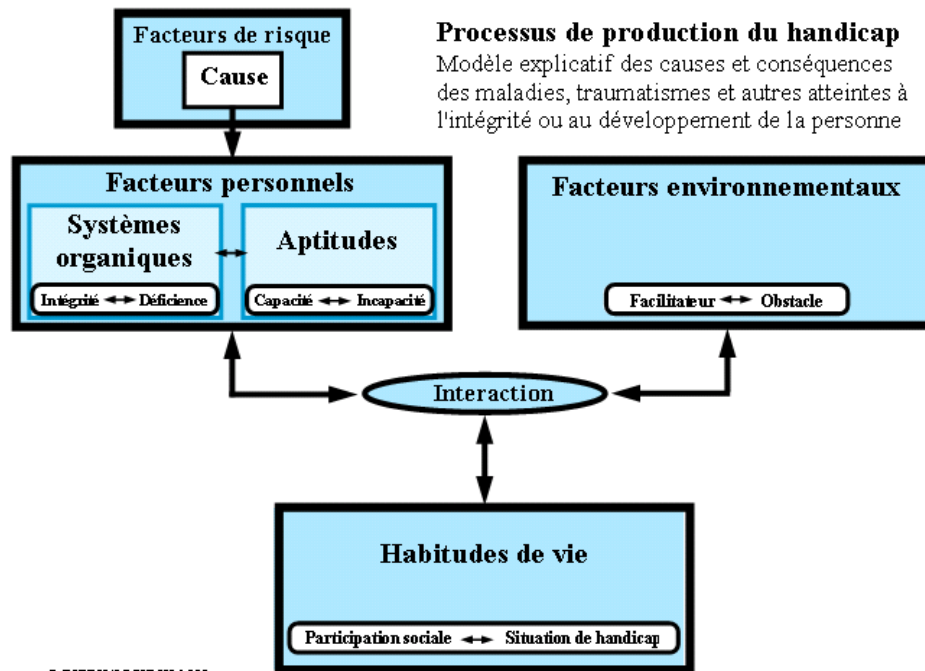 Facteurs de risque
Cause
Processus de production du handicap
Modèle explicatif des causes et conséquences
des maladies, traumatismes et autres atteintes à
l'intégrité ou au développement de la personne
Facteurs personnels
Systèmes
organiques
Intégrité Déficience
Aptitudes
Capacité Incapacité
Facteurs environnementaux
Facilitateur Obstacle
Interaction
Habitudes de vie
Participation sociale Situation de handicap